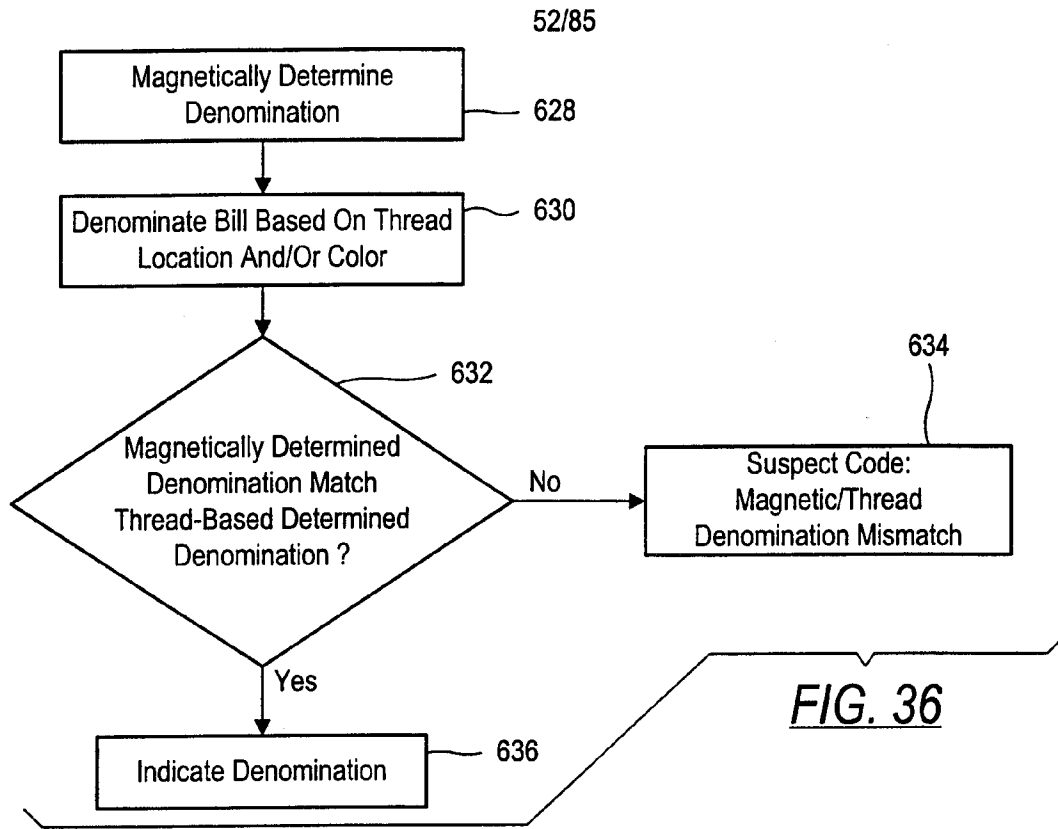 52/85
Magnetically Determine
Denomination
628
Denominate Bill Based On Thread
Location And/Or Color
630
632
Magnetically Determined
Denomination Match
Thread-Based Determined
Denomination ?
No
634
Suspect Code:
Magnetic/Thread
Denomination Mismatch
Yes
Indicate Denomination
636
FIG. 36